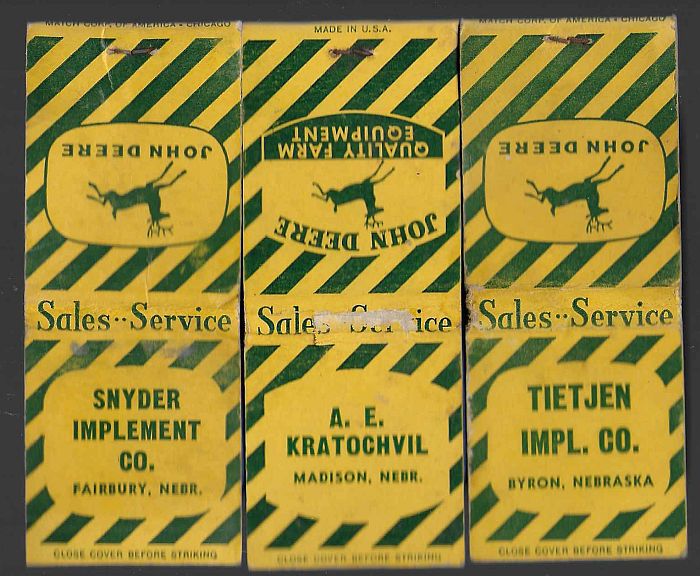 MATCH CORP. OF AMERICA - CHICAGO
JOHN DEERE
Sales--Service
SNYDER
IMPLEMENT
CO.
FAIRBURY, NEBR.
CLOSE COVER BEFORE STRIKING
MADE IN U.S.A.
JOHN DEERE
QUALITY FARM
EQUIPMENT
Sales Service
A. E.
KRATOCHVIL
MADISON, NEBR.
CLOSE COVER BEFORE STRIKING
MATCH CORP. OF AMERICA - CHICAGO
JOHN DEERE
Sales--Service
TIETJEN
IMPL. CO.
BYRON, NEBRASKA
CLOSE COVER BEFORE STRIKING